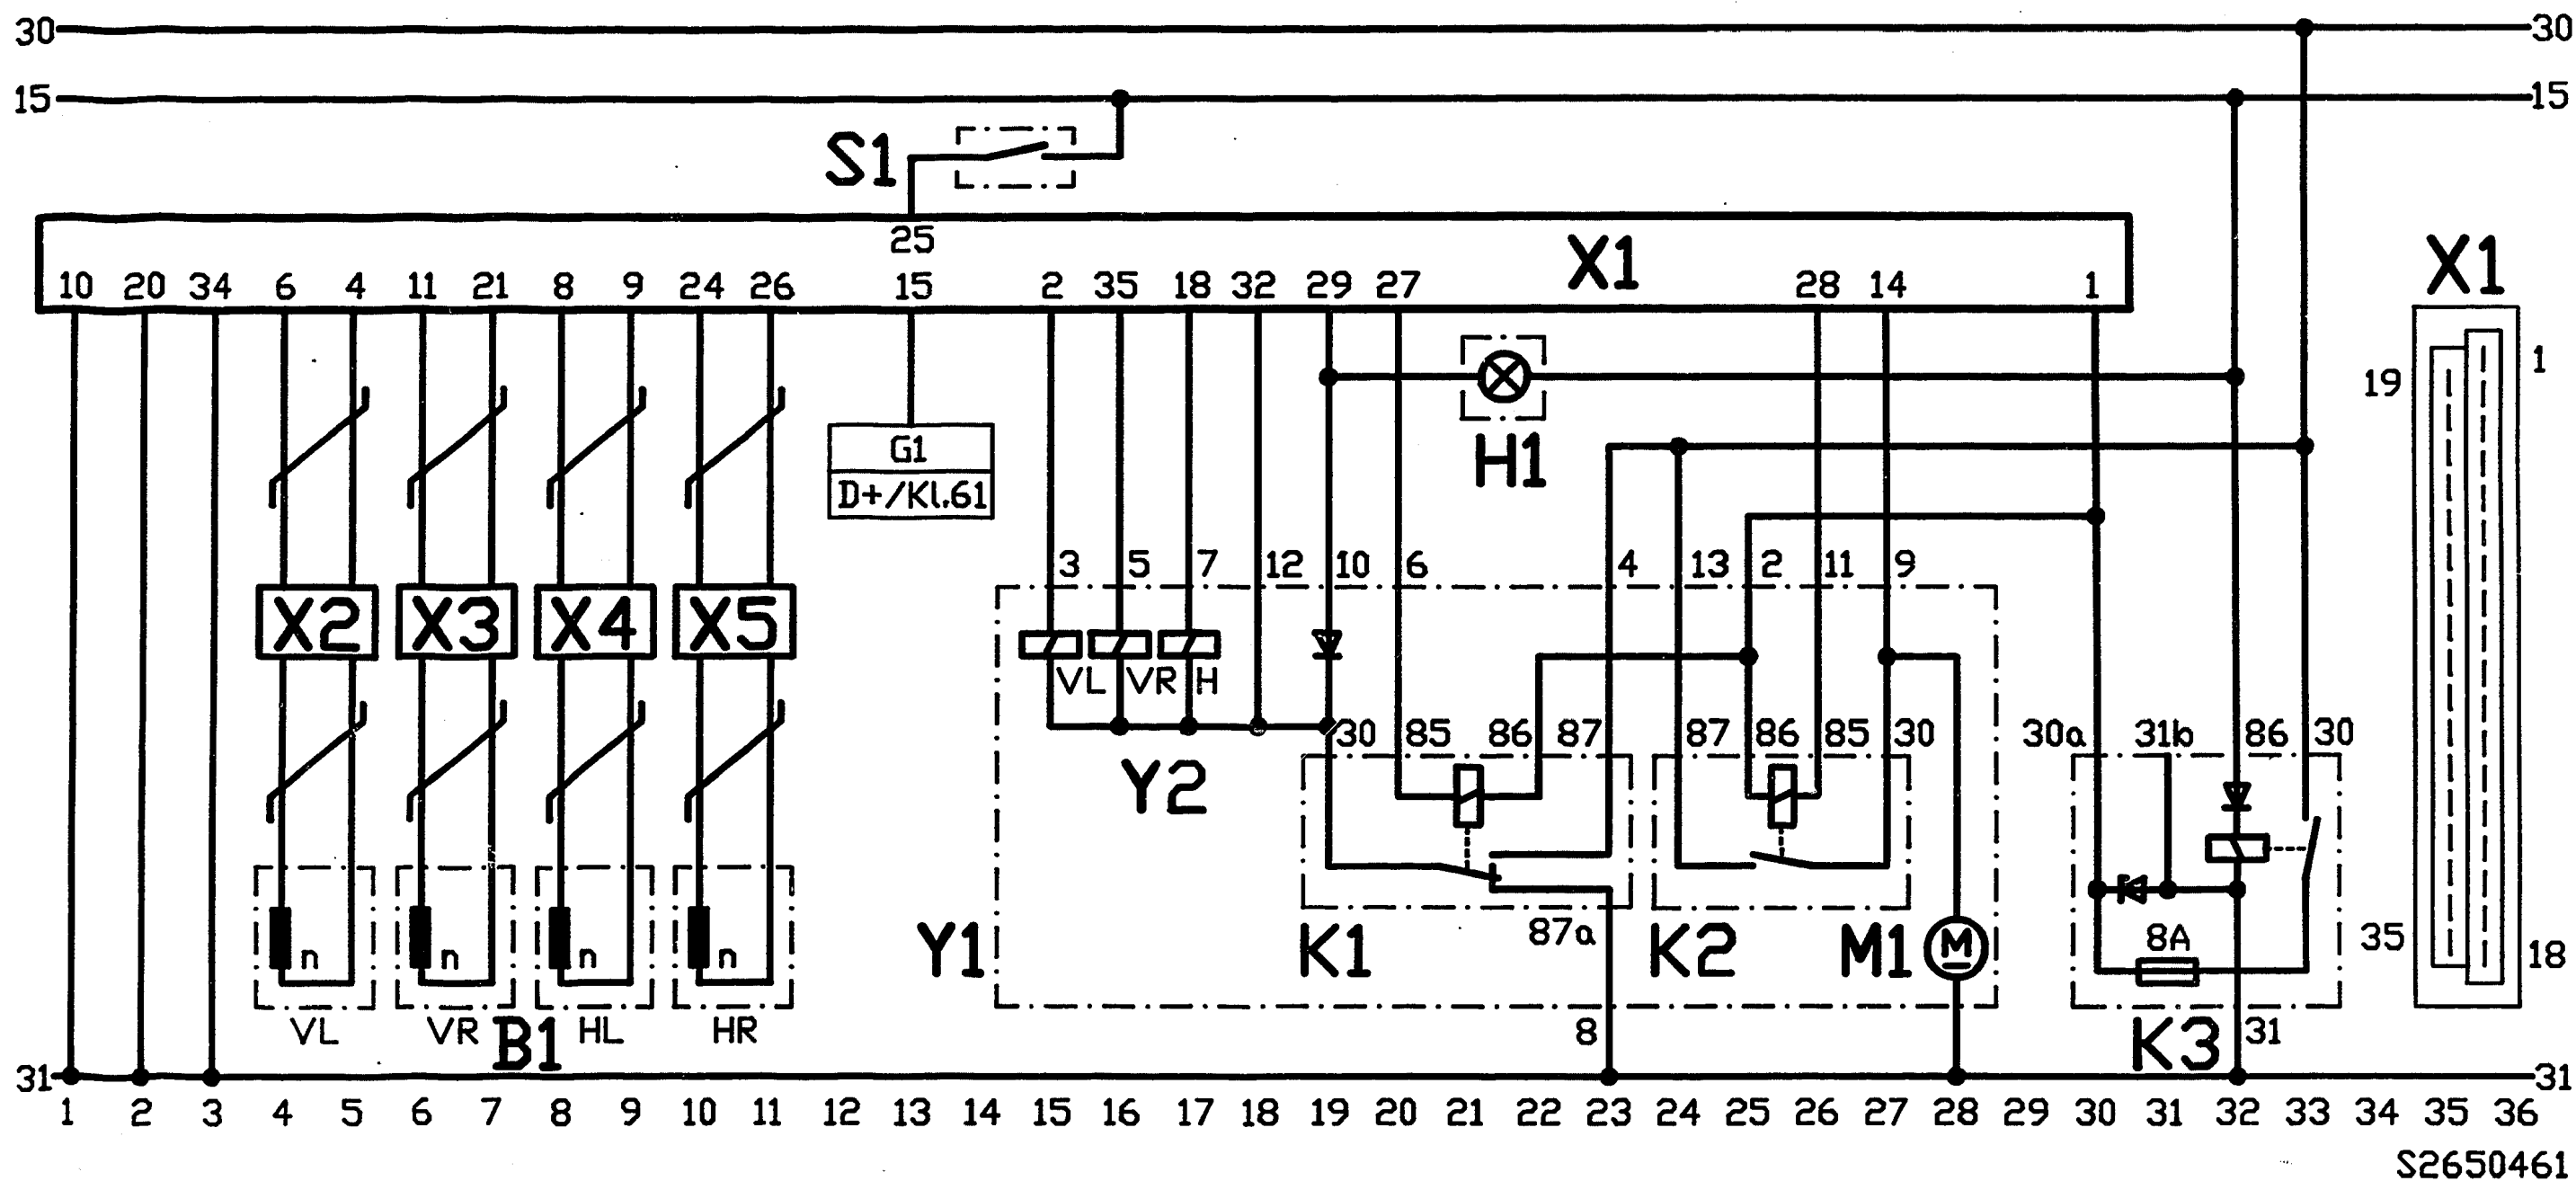 30 30
15 15
S1
25
X1 X1
10 20 34 6 4 11 21 8 9 24 26 15 2 35 18 32 29 27 28 14 1
19 1
G1
H1
D+/Kl.61
3 5 7 12 10 6 4 13 2 11 9
X2 X3 X4 X5
VL VR H
30 85 86 87 87 86 85 30 30a 31b 86 30
Y2
n n n n
Y1 K1 87a K2 M1 M 8A 35 18
VL VR B1 HL HR 8 K3 31
31 31
1 2 3 4 5 6 7 8 9 10 11 12 13 14 15 16 17 18 19 20 21 22 23 24 25 26 27 28 29 30 31 32 33 34 35 36
S2650461